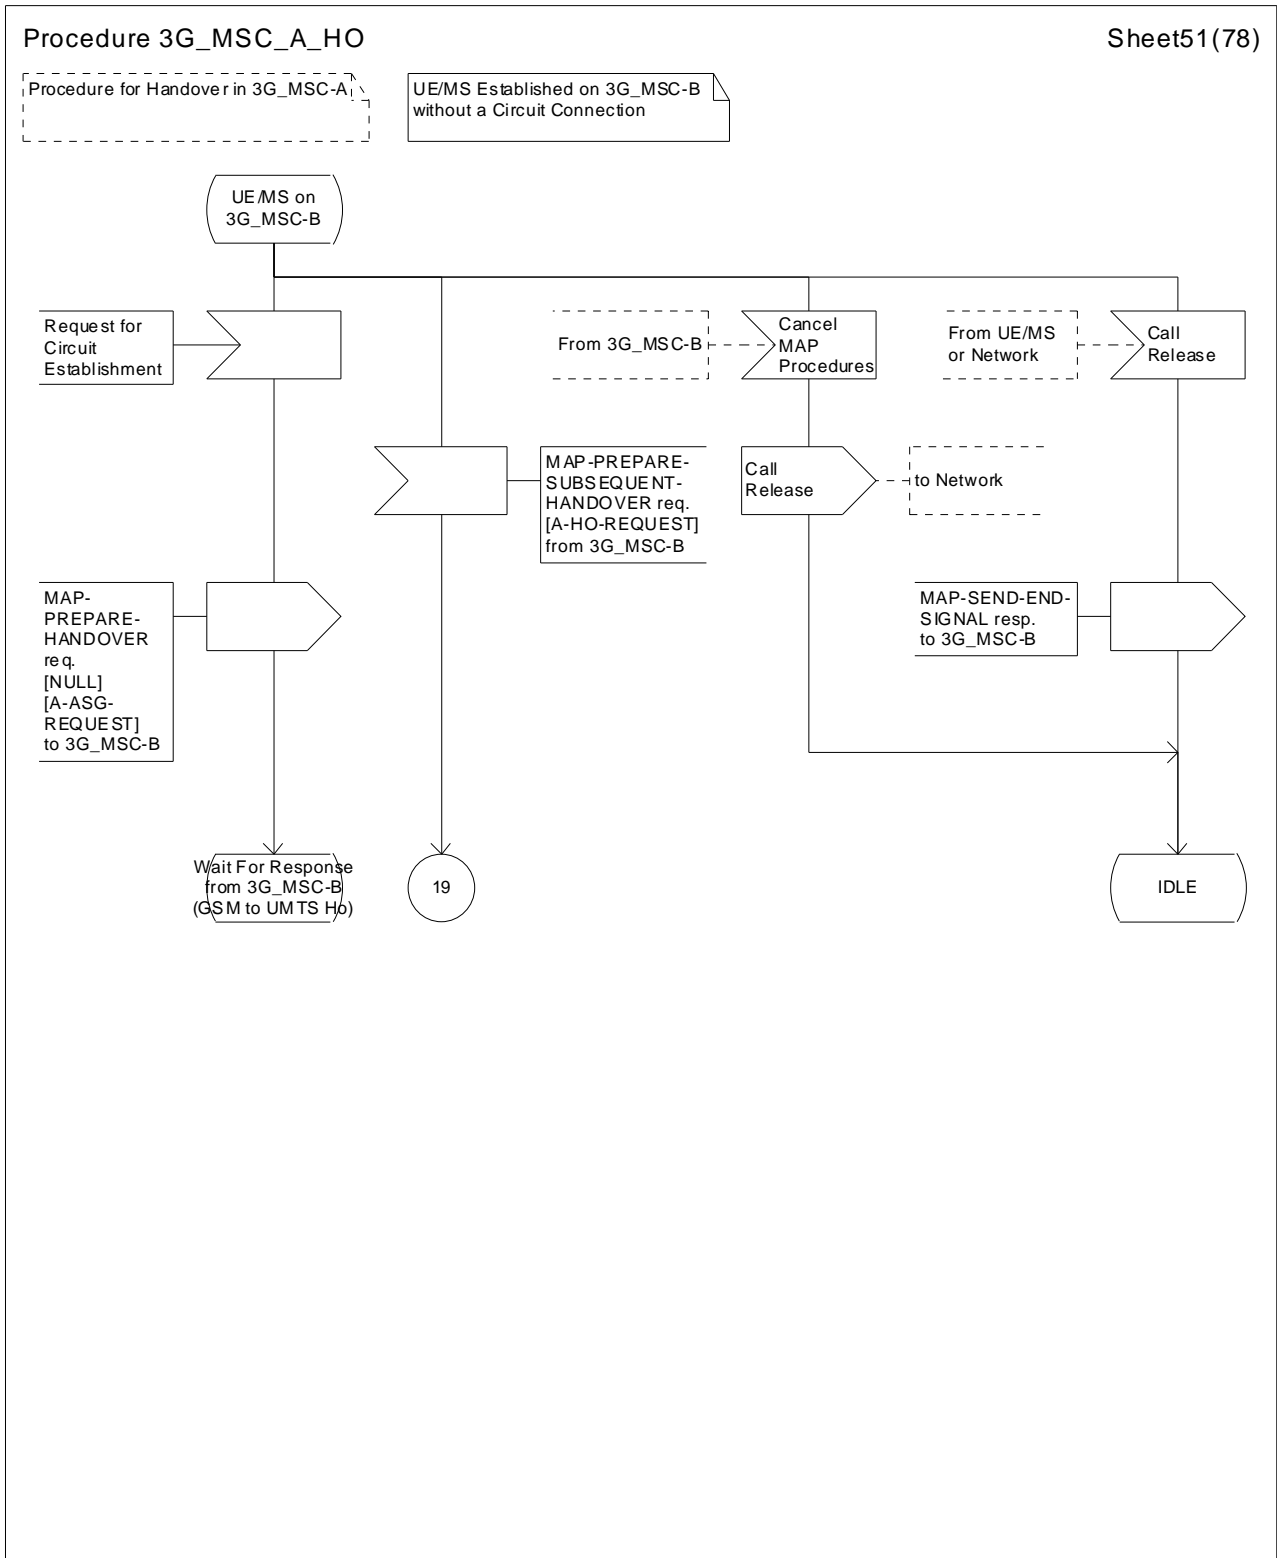 Procedure 3G_MSC_A_HO
Sheet51(78)
Procedure for Handover in 3G_MSC-A
UE/MS Established on 3G_MSC-B
without a Circuit Connection
UE/MS on
3G_MSC-B
Request for
Circuit
Establishment
From 3G_MSC-B
Cancel
MAP
Procedures
From UE/MS
or Network
Call
Release
MAP-PREPARE-
SUBSEQUENT-
HANDOVER req.
[A-HO-REQUEST]
from 3G_MSC-B
Call
Release
to Network
MAP-
PREPARE-
HANDOVER
req.
[NULL]
[A-ASG-
REQUEST]
to 3G_MSC-B
MAP-SEND-END-
SIGNAL resp.
to 3G_MSC-B
Wait For Response
from 3G_MSC-B
(GSM to UMTS Ho)
19
IDLE